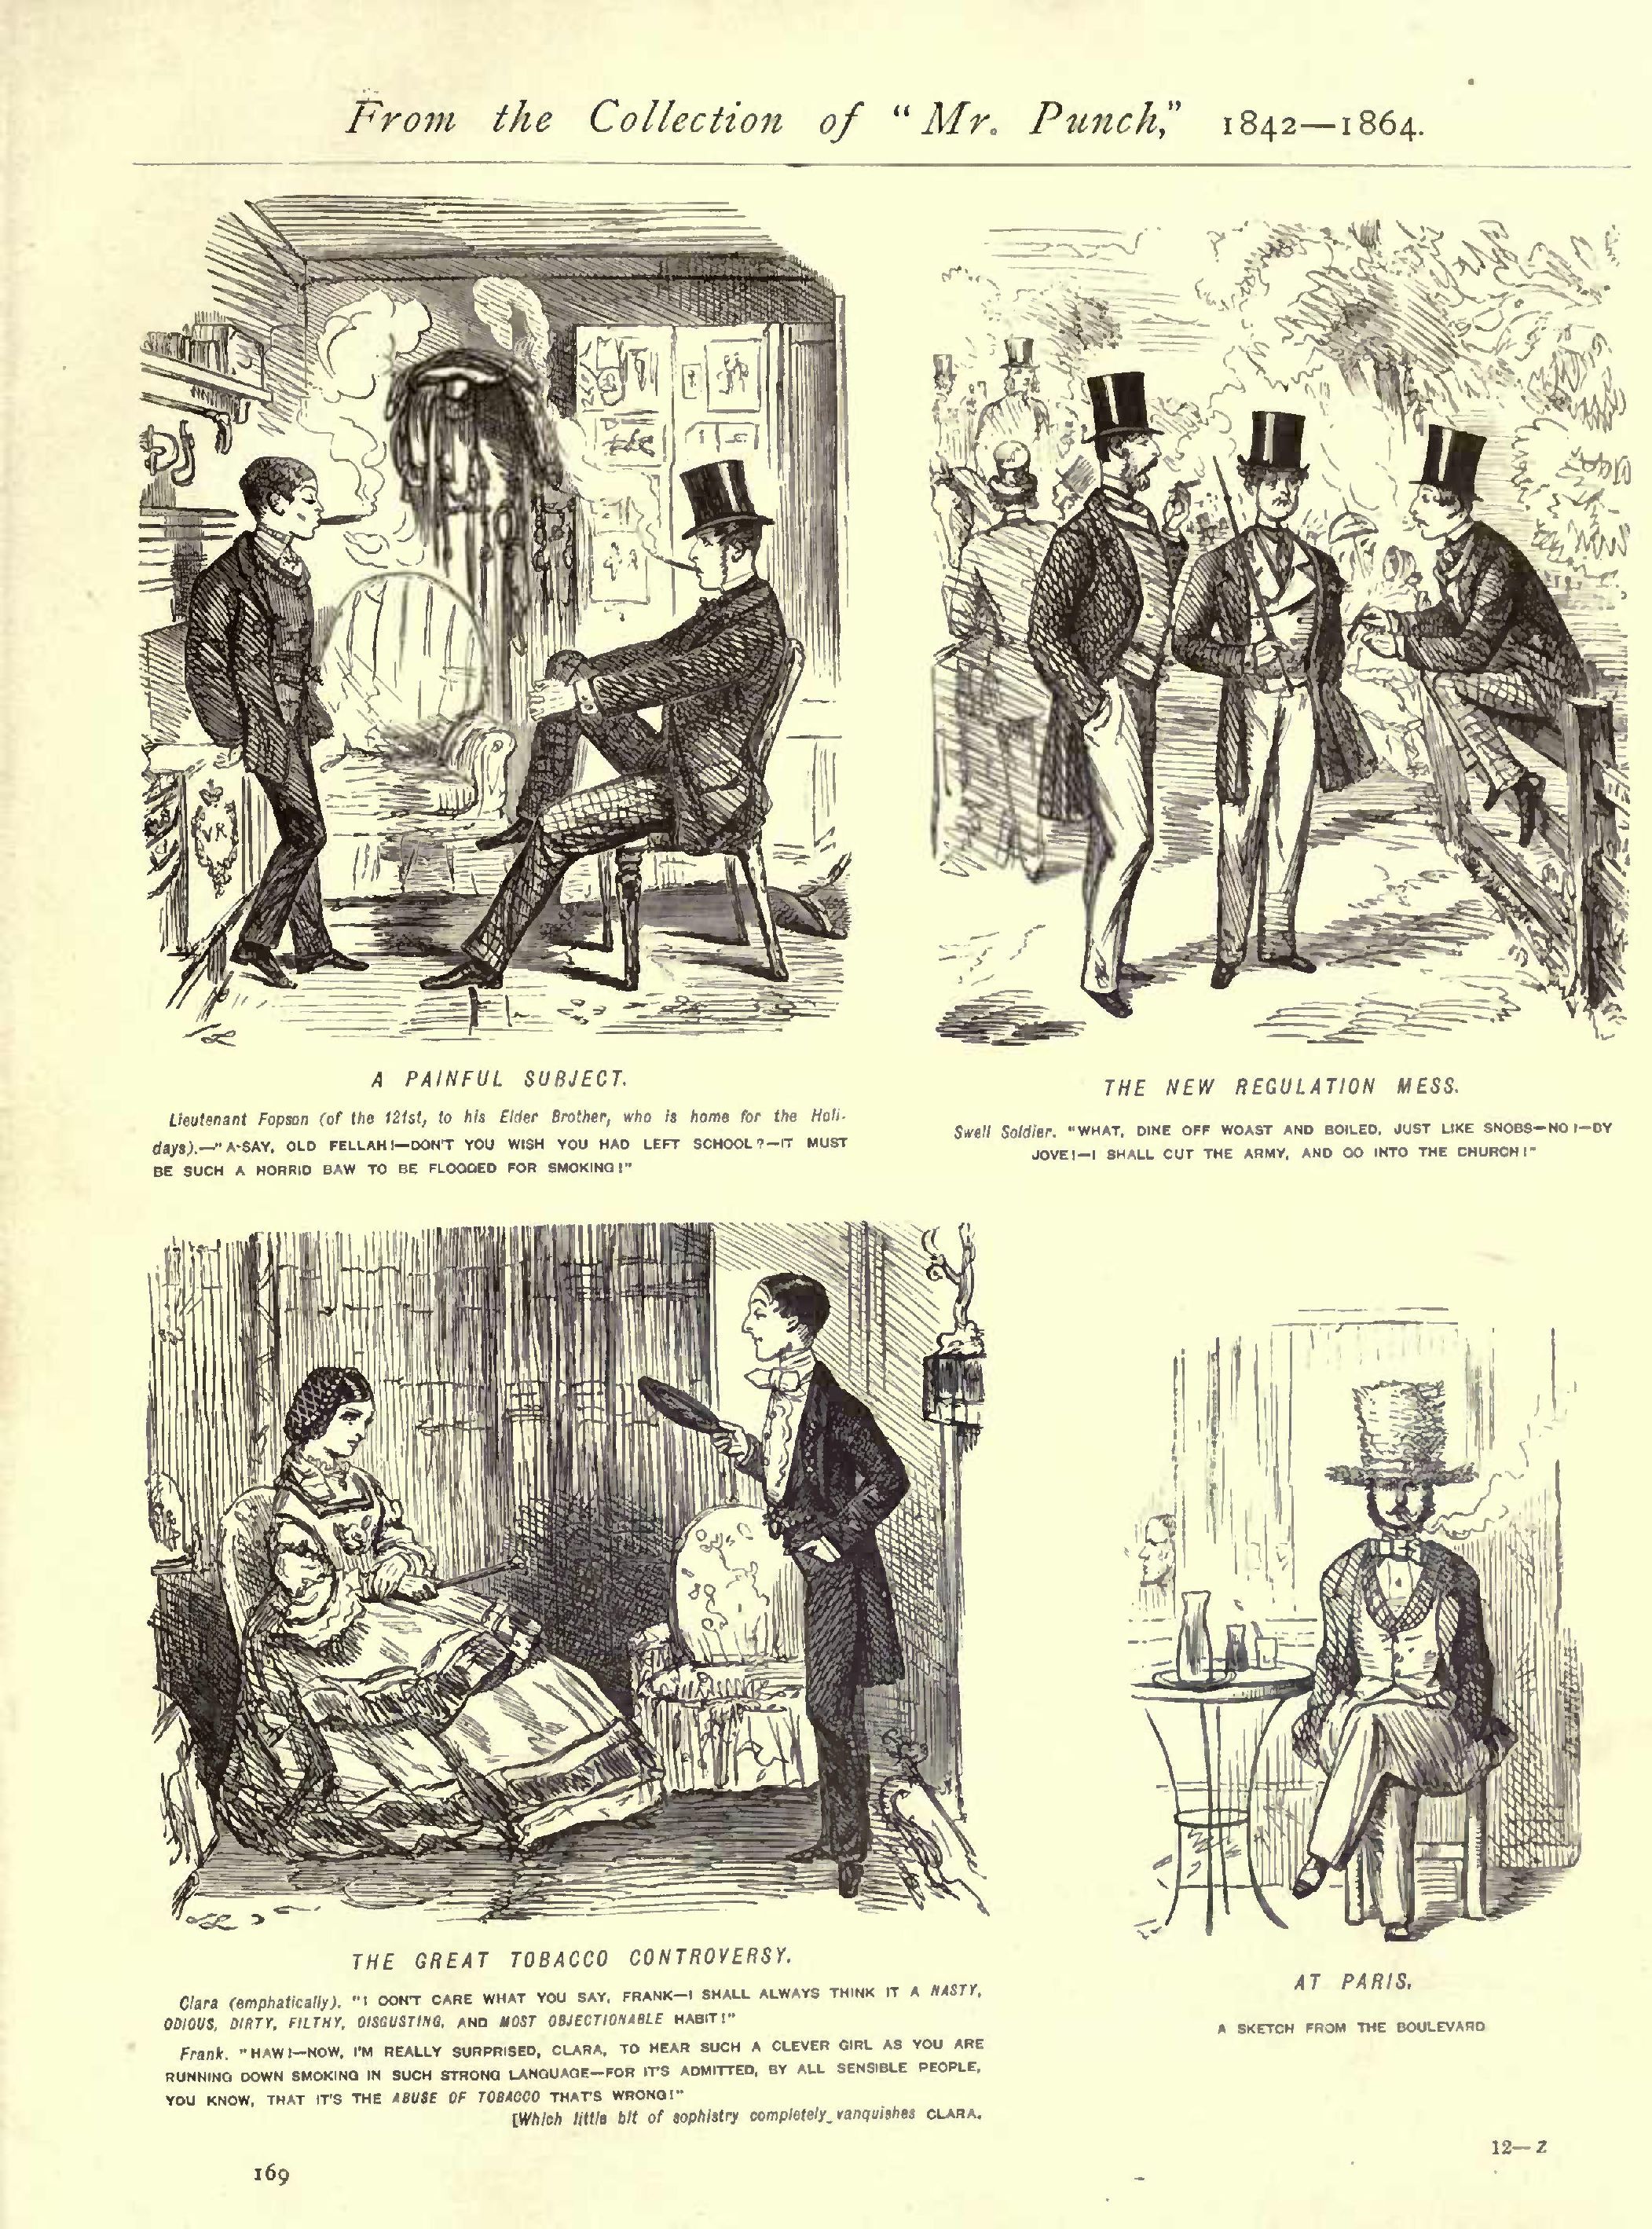 From the Collection of “Mr. Punch,” 1842—1864.
VR
A PAINFUL SUBJECT.
Lieutenant Fopson (of the 121st, to his Elder Brother, who is home for the Holi-
days).—“A-SAY, OLD FELLAH!—DON'T YOU WISH YOU HAD LEFT SCHOOL?—IT MUST
BE SUCH A HORRID BAW TO BE FLOGGED FOR SMOKING!”
THE NEW REGULATION MESS.
Swell Soldier. “WHAT, DINE OFF WOAST AND BOILED, JUST LIKE SNOBS—NO!—BY
JOVE!—I SHALL CUT THE ARMY, AND GO INTO THE CHURCH!”
THE GREAT TOBACCO CONTROVERSY.
Clara (emphatically). “I DON'T CARE WHAT YOU SAY, FRANK—I SHALL ALWAYS THINK IT A NASTY,
ODIOUS, DIRTY, FILTHY, DISGUSTING, AND MOST OBJECTIONABLE HABIT!”
Frank. “HAW!—NOW, I'M REALLY SURPRISED, CLARA, TO HEAR SUCH A CLEVER GIRL AS YOU ARE
RUNNING DOWN SMOKING IN SUCH STRONG LANGUAGE—FOR IT'S ADMITTED, BY ALL SENSIBLE PEOPLE,
YOU KNOW, THAT IT'S THE ABUSE OF TOBACCO THAT'S WRONG!”
[Which little bit of sophistry completely vanquishes CLARA.
AT PARIS.
A SKETCH FROM THE BOULEVARD
12—Z
169